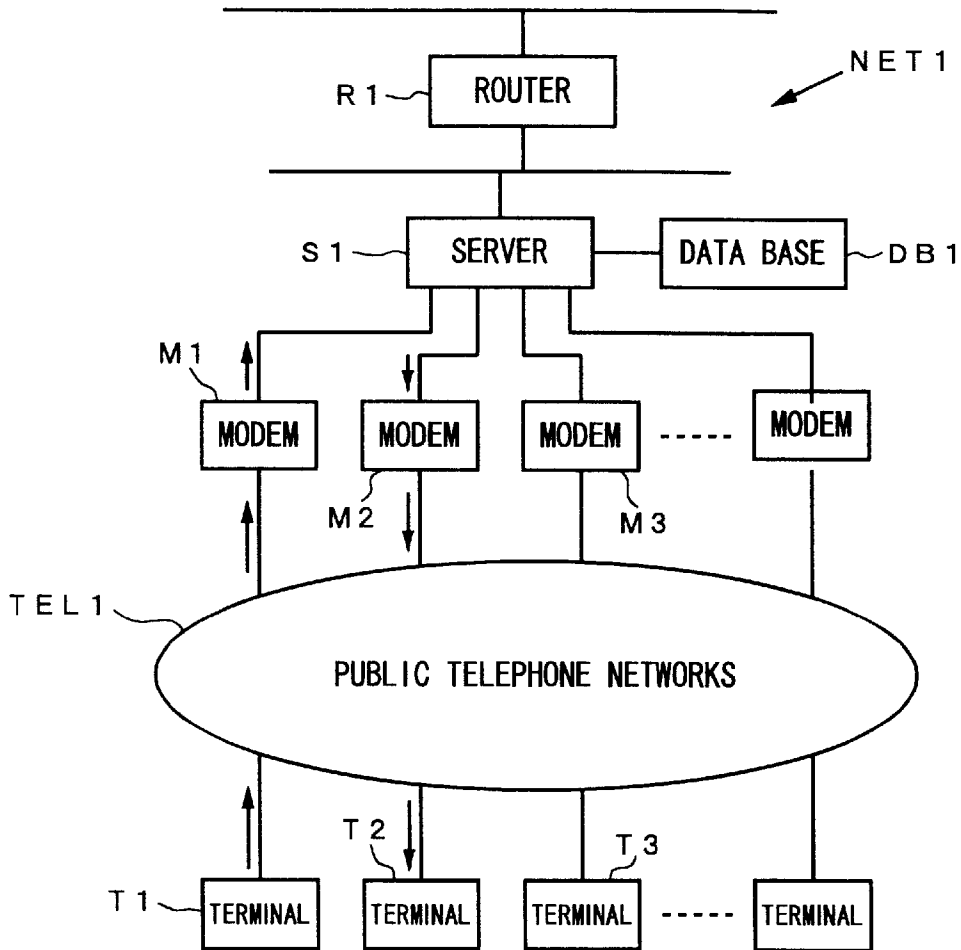 NET1
R1
ROUTER
S1
SERVER
DATA BASE
DB1
M1
MODEM
MODEM
MODEM
-----
MODEM
M2
M3
TEL1
PUBLIC TELEPHONE NETWORKS
T2
T3
T1
TERMINAL
TERMINAL
TERMINAL
-----
TERMINAL